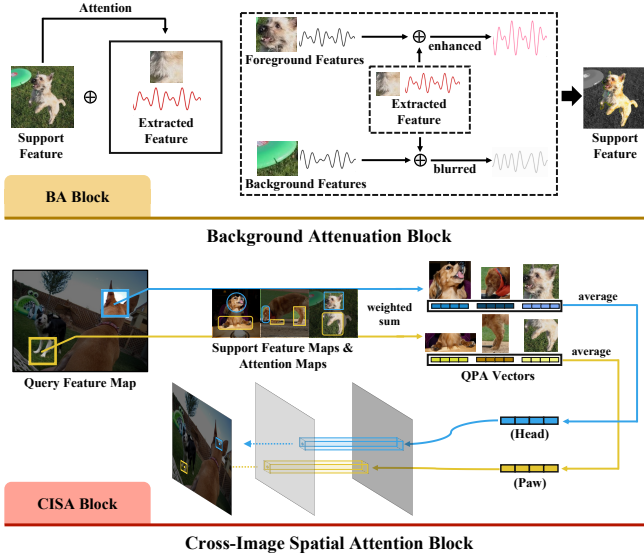 Attention
Support
Feature
Extracted
Feature
Foreground Features
enhanced
Extracted
Feature
Background Features
blurred
Support
Feature
BA Block
Background Attenuation Block
Query Feature Map
Support Feature Maps &
Attention Maps
weighted
sum
QPA Vectors
average
average
(Head)
(Paw)
CISA Block
Cross-Image Spatial Attention Block